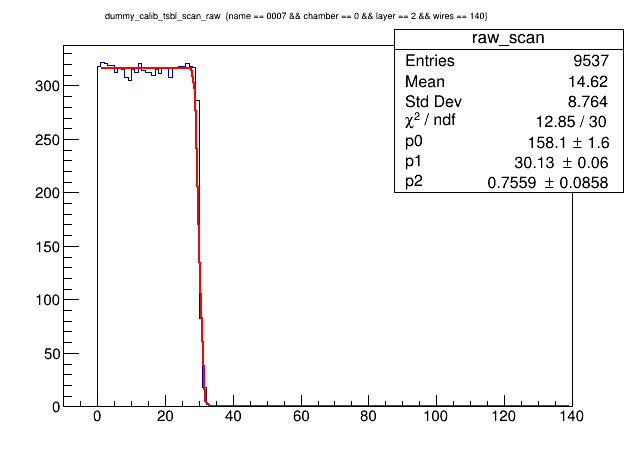 dummy_calib_tsbl_scan_raw (name == 0007 && chamber == 0 && layer == 2 && wires == 140)
raw_scan
Entries 9537
Mean 14.62
Std Dev 8.764
χ² / ndf 12.85 / 30
p0 158.1 ± 1.6
p1 30.13 ± 0.06
p2 0.7559 ± 0.0858
300
250
200
150
100
50
0
0 20 40 60 80 100 120 140